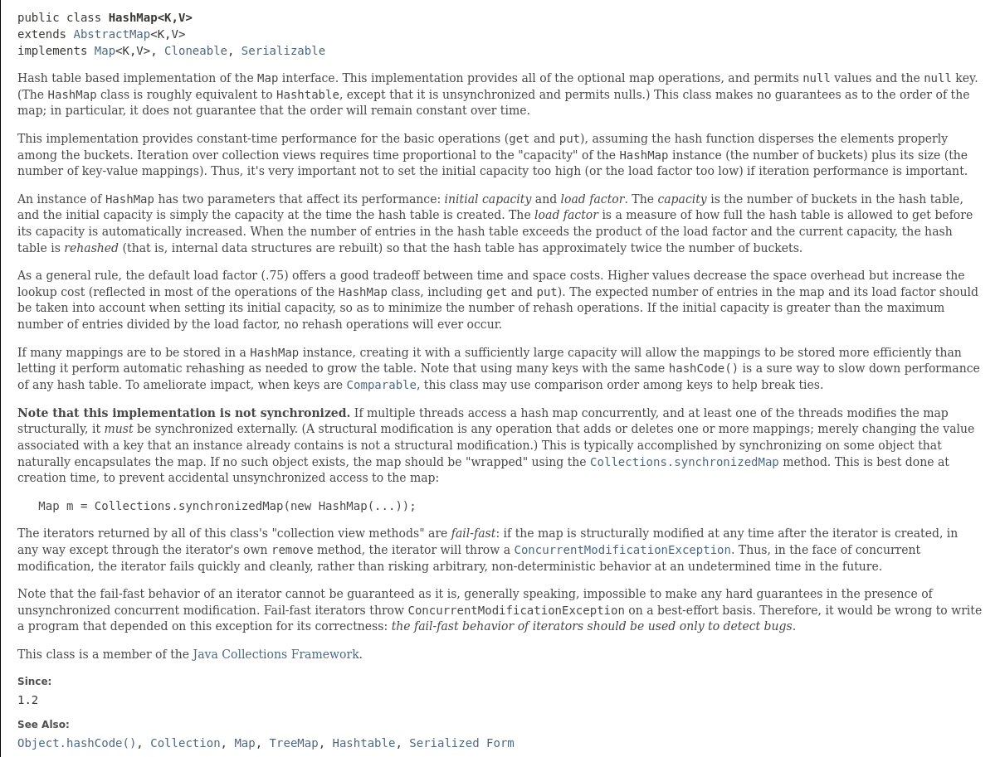 public class HashMap<K,V>
extends AbstractMap<K,V>
implements Map<K,V>, Cloneable, Serializable
Hash table based implementation of the Map interface. This implementation provides all of the optional map operations, and permits null values and the null key.
(The HashMap class is roughly equivalent to Hashtable, except that it is unsynchronized and permits nulls.) This class makes no guarantees as to the order of the
map; in particular, it does not guarantee that the order will remain constant over time.
This implementation provides constant-time performance for the basic operations (get and put), assuming the hash function disperses the elements properly
among the buckets. Iteration over collection views requires time proportional to the "capacity" of the HashMap instance (the number of buckets) plus its size (the
number of key-value mappings). Thus, it's very important not to set the initial capacity too high (or the load factor too low) if iteration performance is important.
An instance of HashMap has two parameters that affect its performance: initial capacity and load factor. The capacity is the number of buckets in the hash table,
and the initial capacity is simply the capacity at the time the hash table is created. The load factor is a measure of how full the hash table is allowed to get before
its capacity is automatically increased. When the number of entries in the hash table exceeds the product of the load factor and the current capacity, the hash
table is rehashed (that is, internal data structures are rebuilt) so that the hash table has approximately twice the number of buckets.
As a general rule, the default load factor (.75) offers a good tradeoff between time and space costs. Higher values decrease the space overhead but increase the
lookup cost (reflected in most of the operations of the HashMap class, including get and put). The expected number of entries in the map and its load factor should
be taken into account when setting its initial capacity, so as to minimize the number of rehash operations. If the initial capacity is greater than the maximum
number of entries divided by the load factor, no rehash operations will ever occur.
If many mappings are to be stored in a HashMap instance, creating it with a sufficiently large capacity will allow the mappings to be stored more efficiently than
letting it perform automatic rehashing as needed to grow the table. Note that using many keys with the same hashCode() is a sure way to slow down performance
of any hash table. To ameliorate impact, when keys are Comparable, this class may use comparison order among keys to help break ties.
Note that this implementation is not synchronized. If multiple threads access a hash map concurrently, and at least one of the threads modifies the map
structurally, it must be synchronized externally. (A structural modification is any operation that adds or deletes one or more mappings; merely changing the value
associated with a key that an instance already contains is not a structural modification.) This is typically accomplished by synchronizing on some object that
naturally encapsulates the map. If no such object exists, the map should be "wrapped" using the Collections.synchronizedMap method. This is best done at
creation time, to prevent accidental unsynchronized access to the map:
Map m = Collections.synchronizedMap(new HashMap(...));
The iterators returned by all of this class's "collection view methods" are fail-fast: if the map is structurally modified at any time after the iterator is created, in
any way except through the iterator's own remove method, the iterator will throw a ConcurrentModificationException. Thus, in the face of concurrent
modification, the iterator fails quickly and cleanly, rather than risking arbitrary, non-deterministic behavior at an undetermined time in the future.
Note that the fail-fast behavior of an iterator cannot be guaranteed as it is, generally speaking, impossible to make any hard guarantees in the presence of
unsynchronized concurrent modification. Fail-fast iterators throw ConcurrentModificationException on a best-effort basis. Therefore, it would be wrong to write
a program that depended on this exception for its correctness: the fail-fast behavior of iterators should be used only to detect bugs.
This class is a member of the Java Collections Framework.
Since:
1.2
See Also:
Object.hashCode(), Collection, Map, TreeMap, Hashtable, Serialized Form